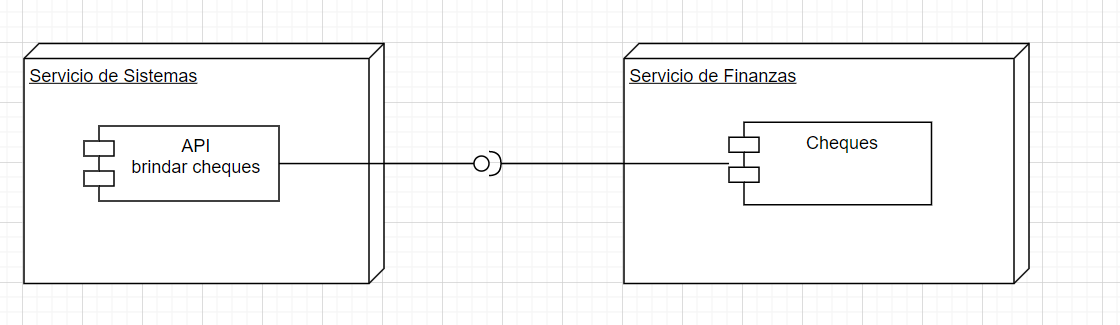 Servicio de Sistemas
API
brindar cheques
Servicio de Finanzas
Cheques